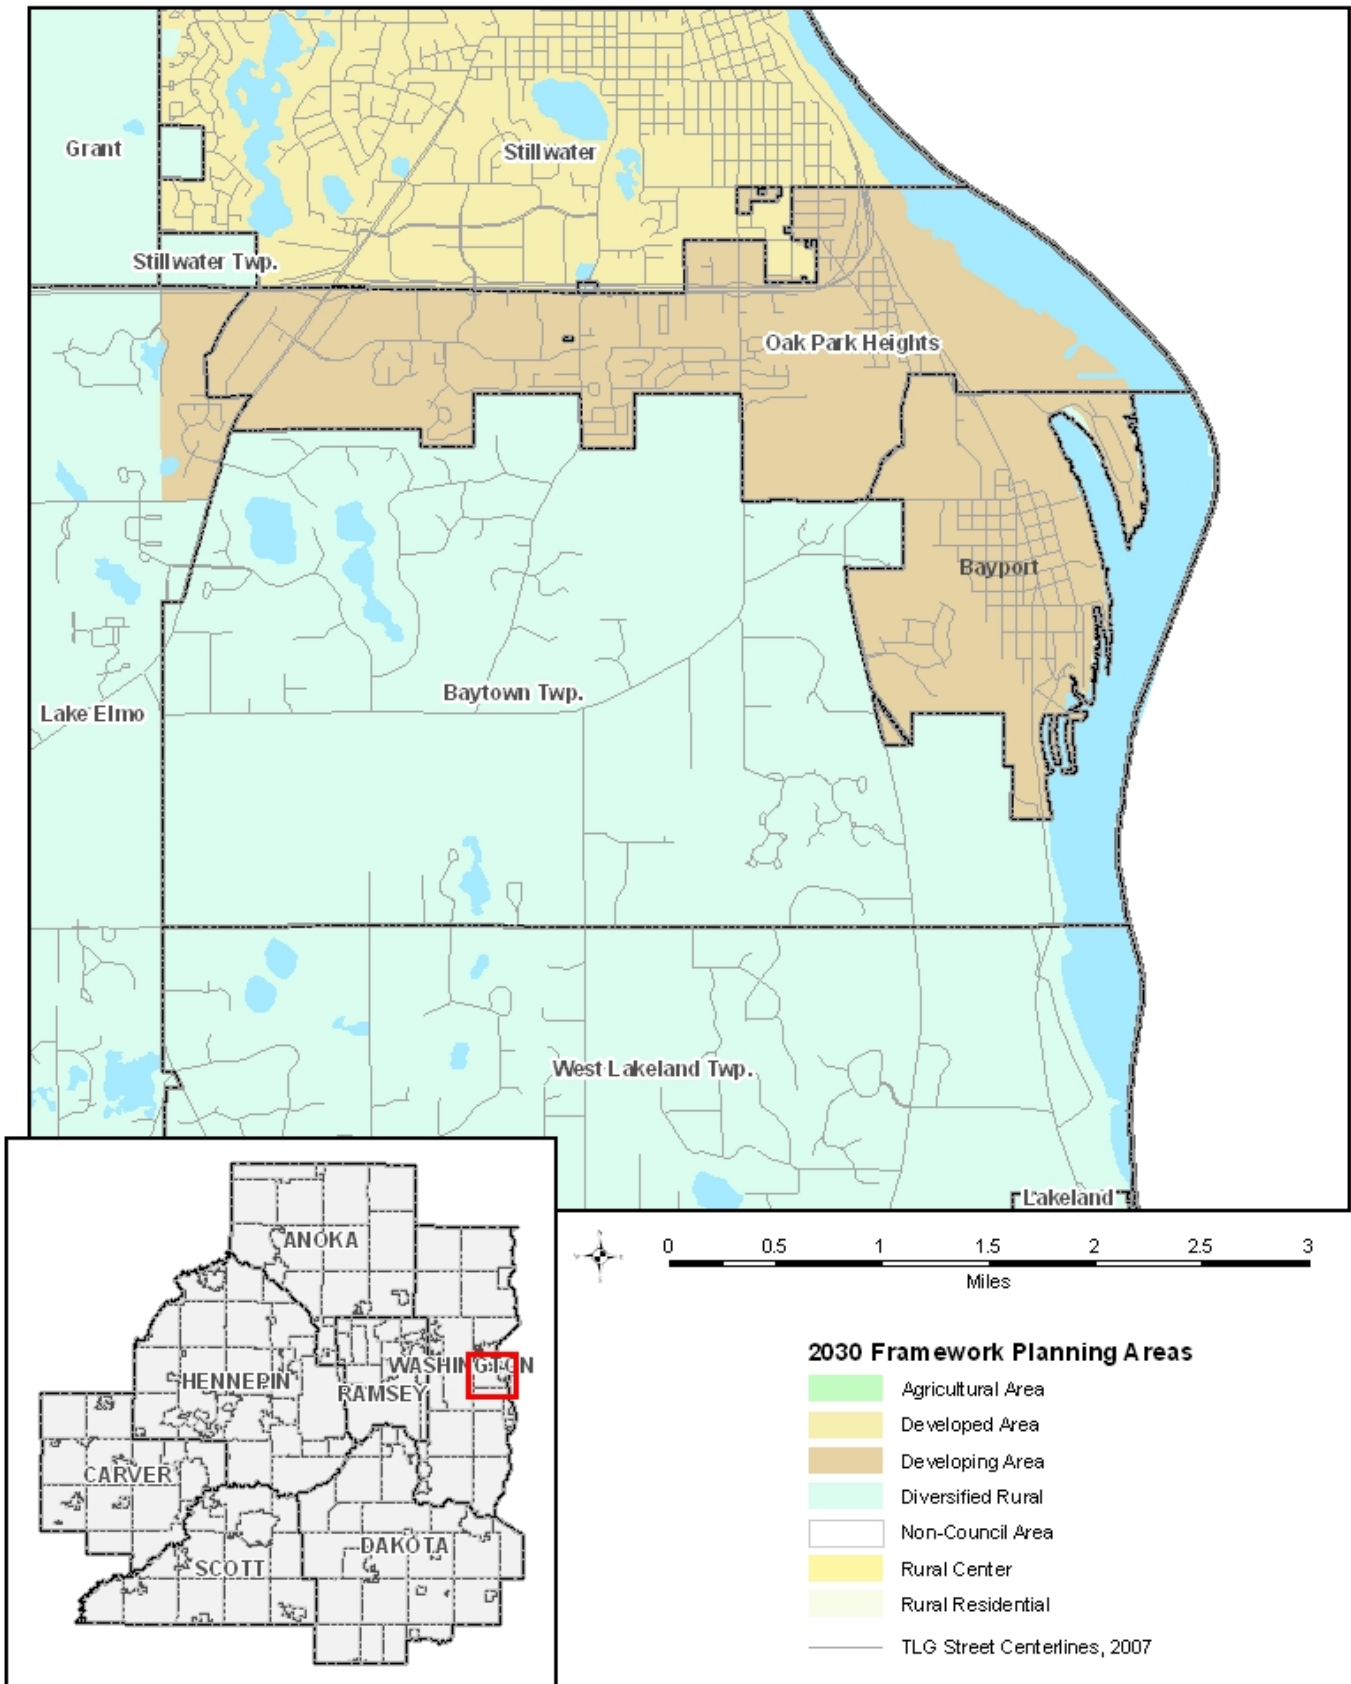 Grant
Stillwater
Stillwater Twp.
Oak Park Heights
Bayport
Baytown Twp.
Lake Elmo
West Lakeland Twp.
Lakeland
ANOKA
WASHINGTON
HENNEPIN
RAMSEY
CARVER
DAKOTA
SCOTT
0 0.5 1 1.5 2 2.5 3
Miles
2030 Framework Planning Areas
Agricultural Area
Developed Area
Developing Area
Diversified Rural
Non-Council Area
Rural Center
Rural Residential
TLG Street Centerlines, 2007